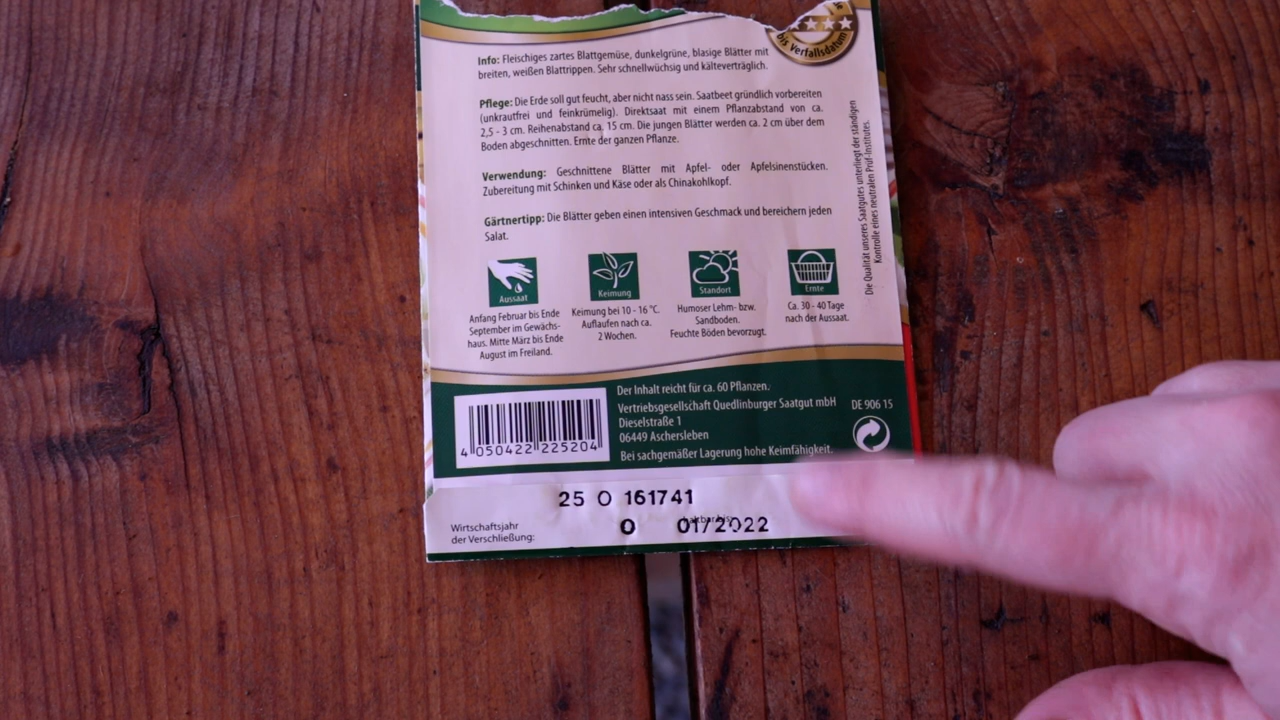 bis Verfallsdatum
Info: Fleischiges zartes Blattgemüse, dunkelgrüne, blasige Blätter mit
breiten, weißen Blattrippen. Sehr schnellwüchsig und kälteverträglich.
Pflege: Die Erde soll gut feucht, aber nicht nass sein. Saatbeet gründlich vorbereiten
(unkrautfrei und feinkrümelig). Direktsaat mit einem Pflanzabstand von ca.
2,5 - 3 cm. Reihenabstand ca. 15 cm. Die jungen Blätter werden ca. 2 cm über dem
Boden abgeschnitten. Ernte der ganzen Pflanze.
Verwendung: Geschnittene Blätter mit Apfel- oder Apfelsinenstücken.
Zubereitung mit Schinken und Käse oder als Chinakohlkopf.
Gärtnertipp: Die Blätter geben einen intensiven Geschmack und bereichern jeden
Salat.
Die Qualität unseres Saatgutes unterliegt der ständigen
Kontrolle eines neutralen Prüf-Institutes.
Aussaat
Anfang Februar bis Ende
September im Gewächs-
haus. Mitte März bis Ende
August im Freiland.
Keimung
Keimung bei 10 - 16 °C.
Auflaufen nach ca.
2 Wochen.
Standort
Humoser Lehm- bzw.
Sandboden.
Feuchte Böden bevorzugt.
Ernte
Ca. 30 - 40 Tage
nach der Aussaat.
4 050422 225204
Der Inhalt reicht für ca. 60 Pflanzen.
Vertriebsgesellschaft Quedlinburger Saatgut mbH
Dieselstraße 1
06449 Aschersleben
Bei sachgemäßer Lagerung hohe Keimfähigkeit.
DE 906 15
25 O 161741
Wirtschaftsjahr
der Verschließung:
O 01/2022